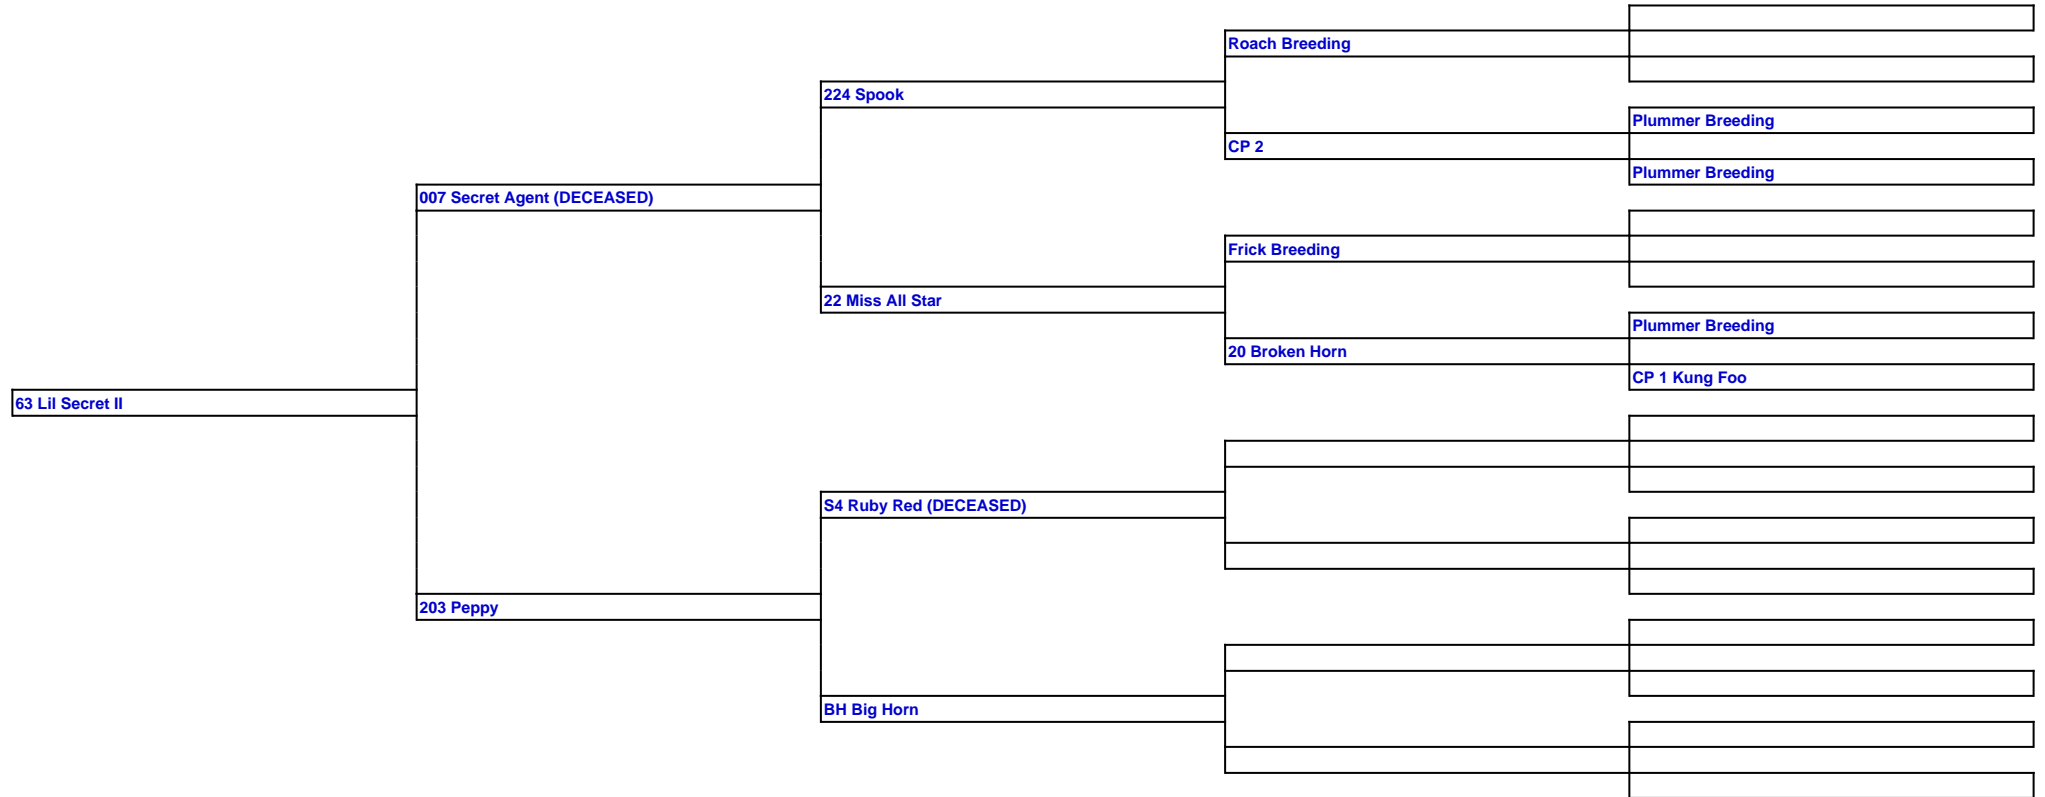 Roach Breeding
224 Spook
Plummer Breeding
CP 2
Plummer Breeding
007 Secret Agent (DECEASED)
Frick Breeding
22 Miss All Star
Plummer Breeding
20 Broken Horn
CP 1 Kung Foo
63 Lil Secret II
S4 Ruby Red (DECEASED)
203 Peppy
BH Big Horn